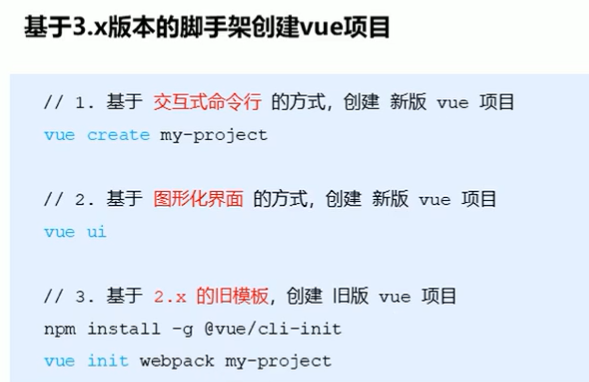 基于3.x版本的脚手架创建vue项目
// 1. 基于 交互式命令行 的方式，创建 新版 vue 项目
vue create my-project
// 2. 基于 图形化界面 的方式，创建 新版 vue 项目
vue ui
// 3. 基于 2.x 的旧模板，创建 旧版 vue 项目
npm install -g @vue/cli-init
vue init webpack my-project